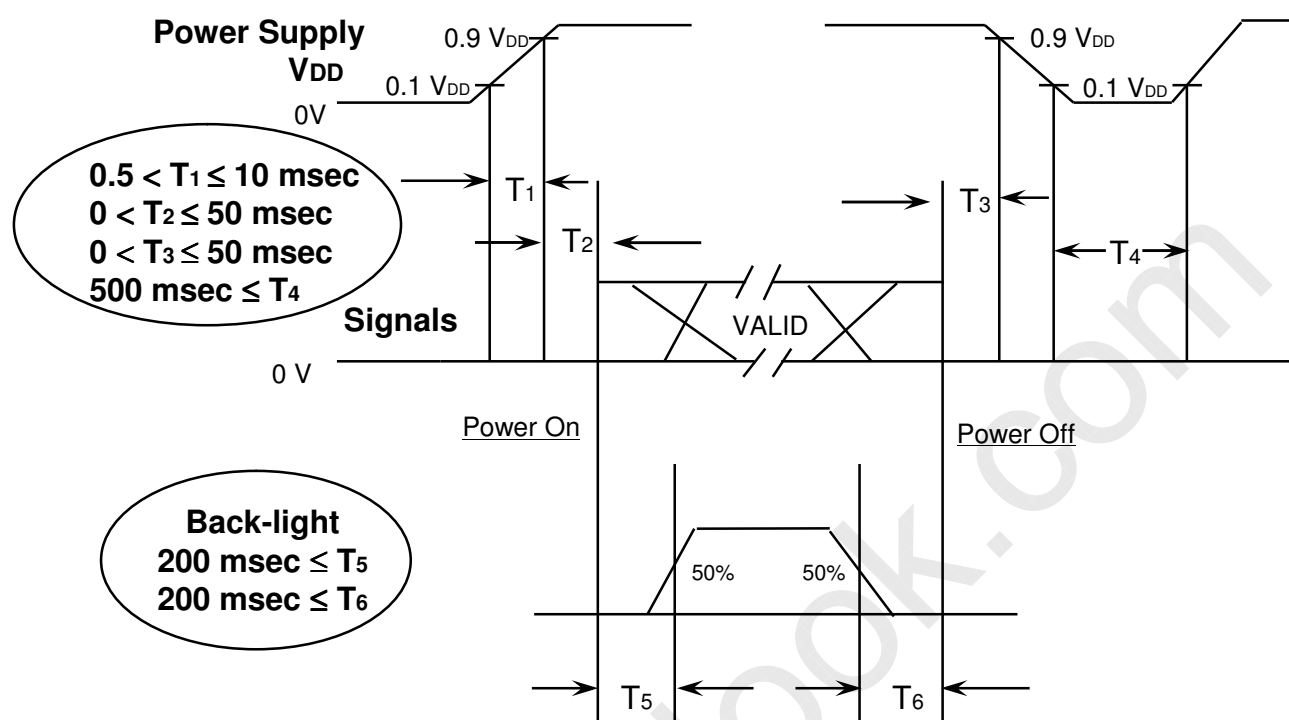 Power Supply
VDD
0.9 VDD
0.1 VDD
0V
0.9 VDD
0.1 VDD
0.5 < T1 ≤ 10 msec
0 < T2 ≤ 50 msec
0 < T3 ≤ 50 msec
500 msec ≤ T4
T1
T2
T3
T4
Signals
VALID
0 V
Power On
Power Off
Back-light
200 msec ≤ T5
200 msec ≤ T6
50%
50%
T5
T6
ook.com